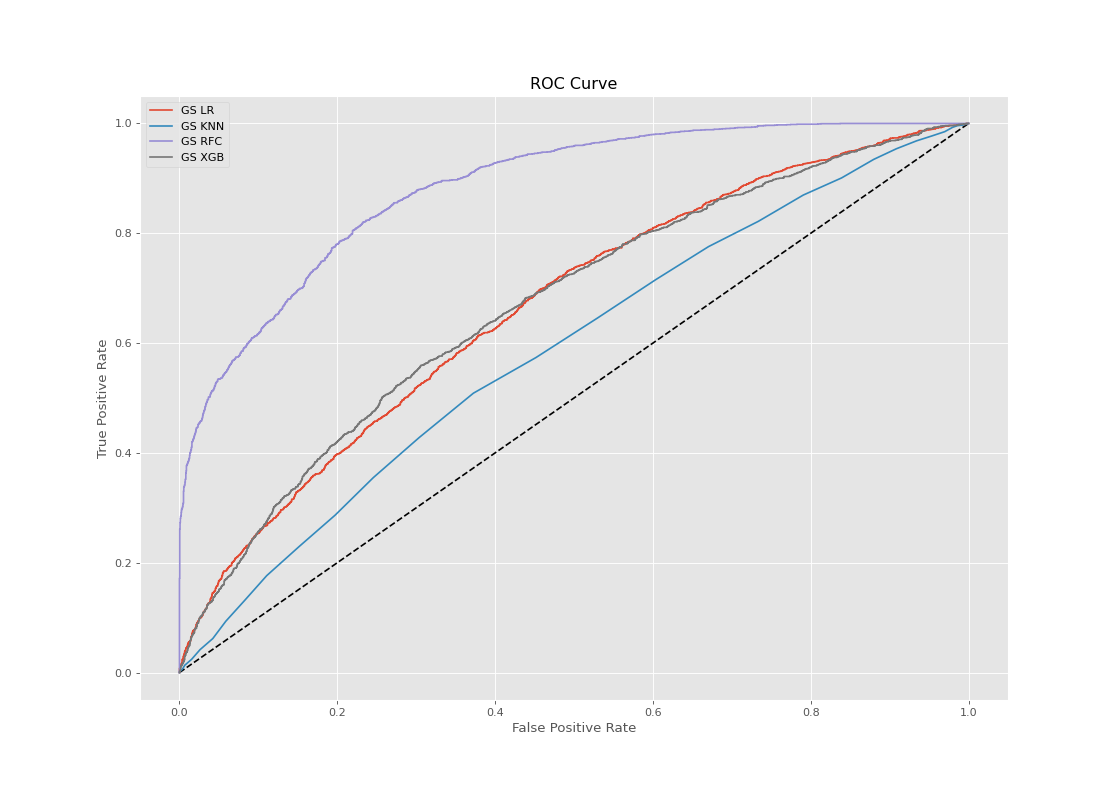 ROC Curve
GS LR
GS KNN
GS RFC
GS XGB
1.0
0.8
0.6
0.4
0.2
0.0
True Positive Rate
0.0 0.2 0.4 0.6 0.8 1.0
False Positive Rate